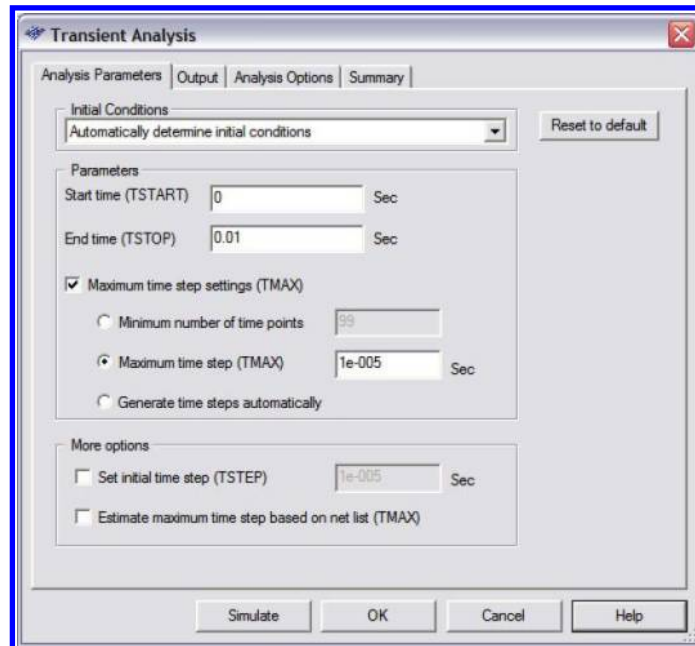 Transient Analysis
Analysis Parameters Output Analysis Options Summary
Initial Conditions
Automatically determine initial conditions
Reset to default
Parameters
Start time (TSTART) 0 Sec
End time (TSTOP) 0.01 Sec
Maximum time step settings (TMAX)
Minimum number of time points 99
Maximum time step (TMAX) 1e-005 Sec
Generate time steps automatically
More options
Set initial time step (TSTEP) 1e-005 Sec
Estimate maximum time step based on net list (TMAX)
Simulate OK Cancel Help